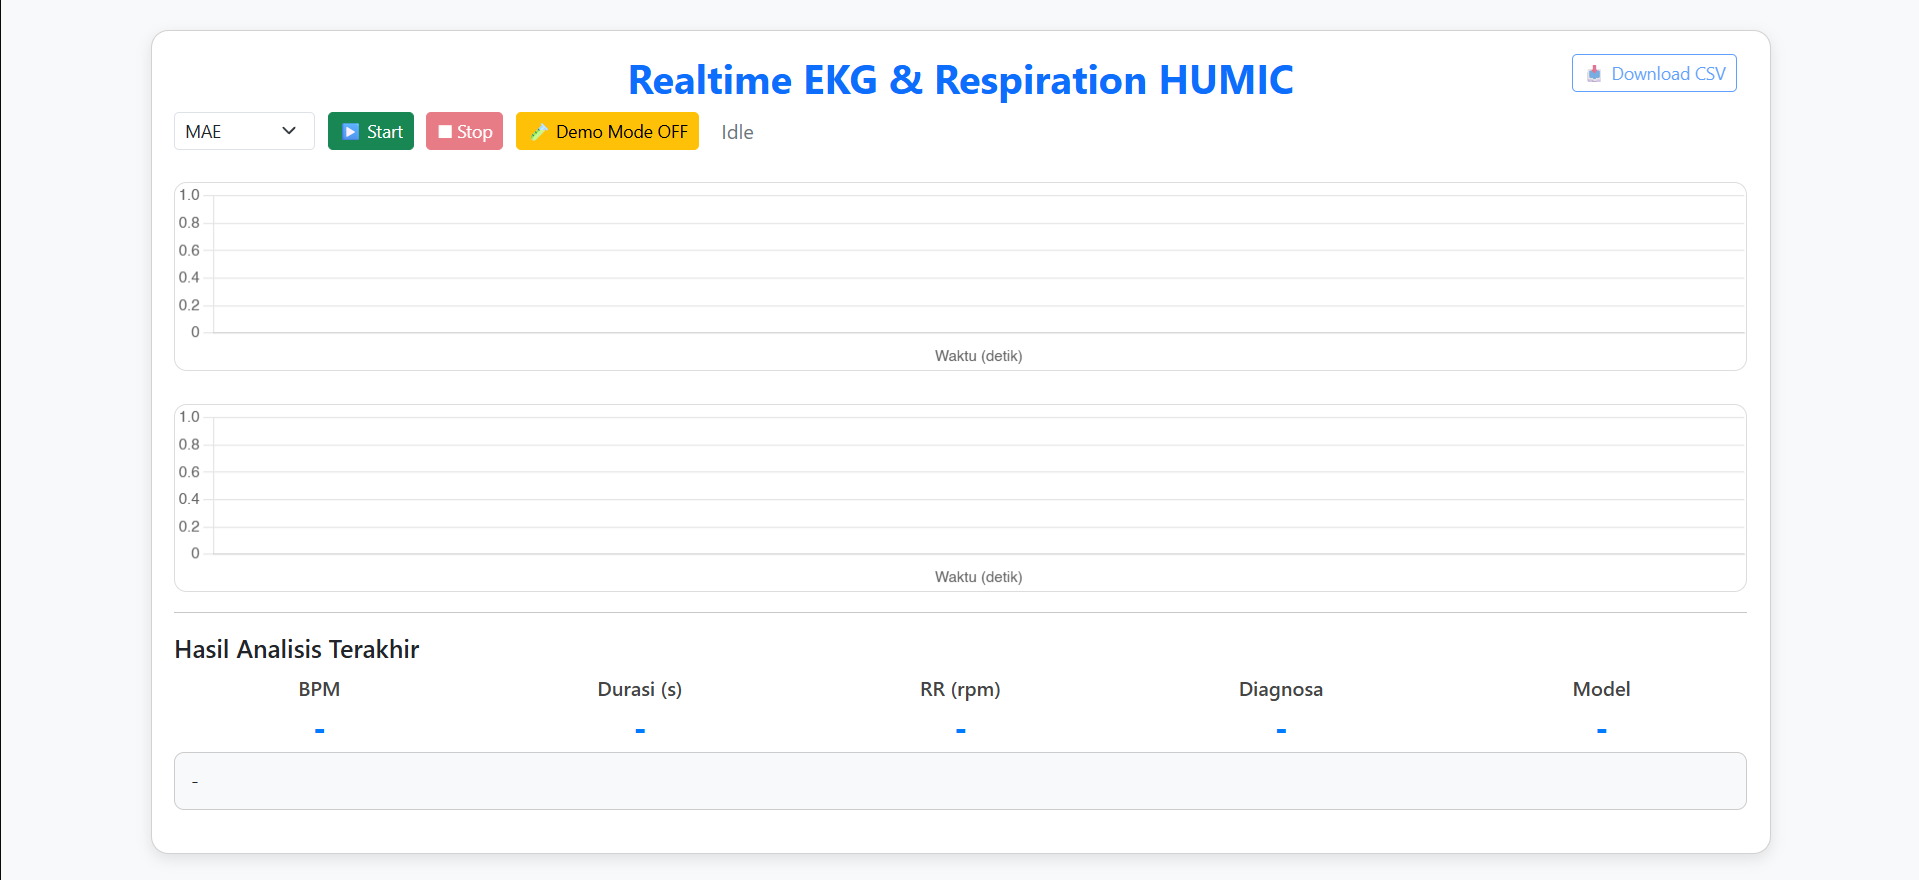 Realtime EKG & Respiration HUMIC
Download CSV
MAE
Start
Stop
Demo Mode OFF
Idle
1.0
0.8
0.6
0.4
0.2
0
Waktu (detik)
1.0
0.8
0.6
0.4
0.2
0
Waktu (detik)
Hasil Analisis Terakhir
BPM
Durasi (s)
RR (rpm)
Diagnosa
Model
-
-
-
-
-
-